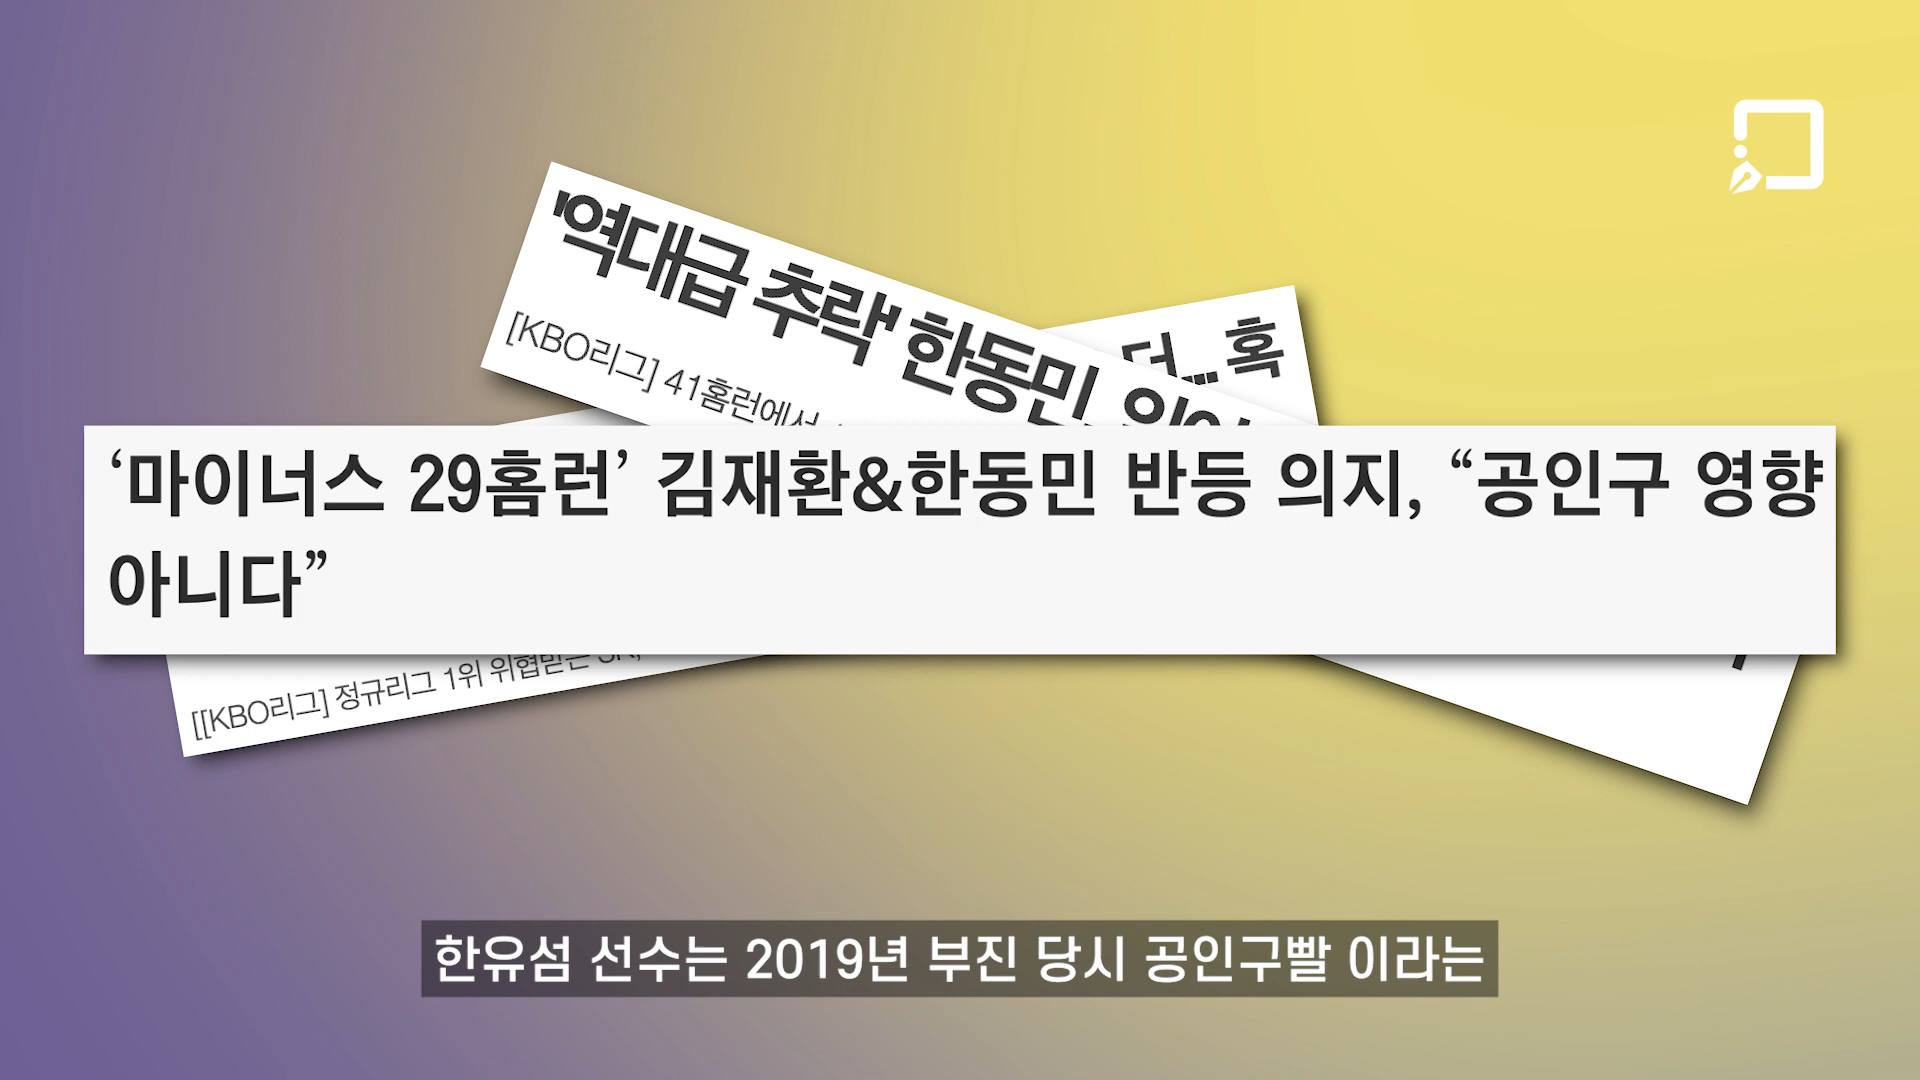 '역대급 추락' 한동민,
[KBO리그] 41홈런에서
더... 혹
‘마이너스 29홈런’ 김재환&한동민 반등 의지, “공인구 영향
아니다”
[[KBO리그] 정규리그 1위 위협받는 SK,
한유섬 선수는 2019년 부진 당시 공인구빨 이라는